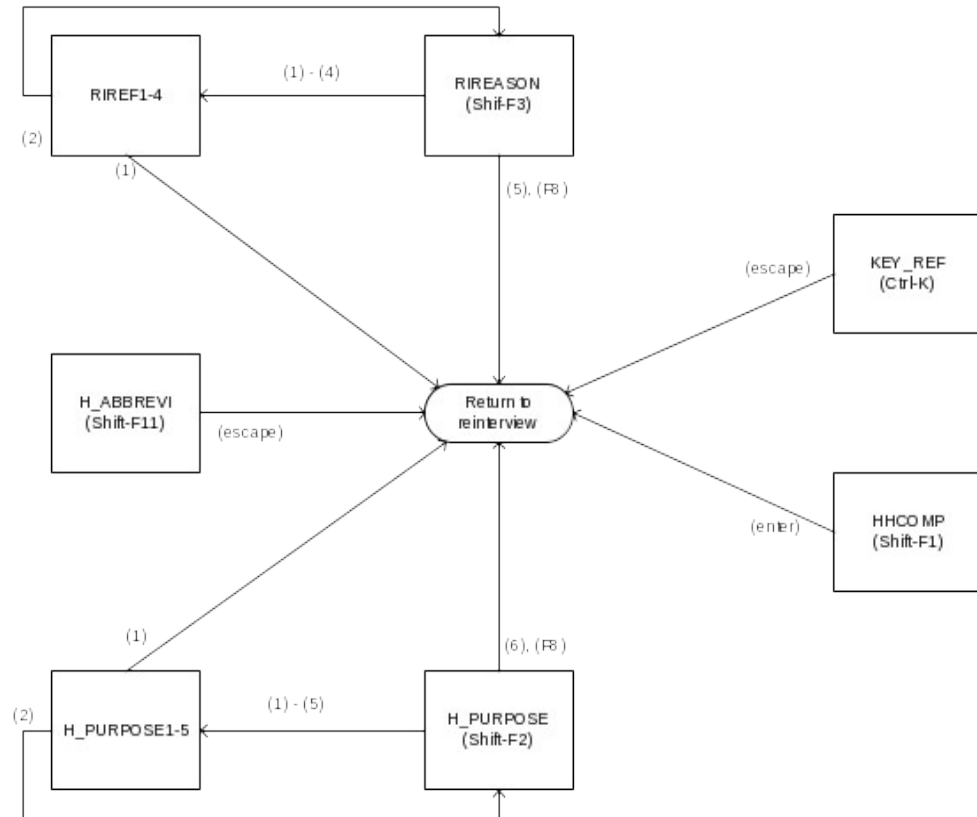 (1) - (4)
RIREF1-4
RIREASON
(Shif-F3)
(2)
(1)
(5), (F8)
(escape)
KEY_REF
(Ctrl-K)
H_ABBREVI
(Shift-F11)
(escape)
Return to
reinterview
(enter)
HHCOMP
(Shift-F1)
(1)
(6), (F8)
(2)
(1) - (5)
H_PURPOSE1-5
H_PURPOSE
(Shift-F2)